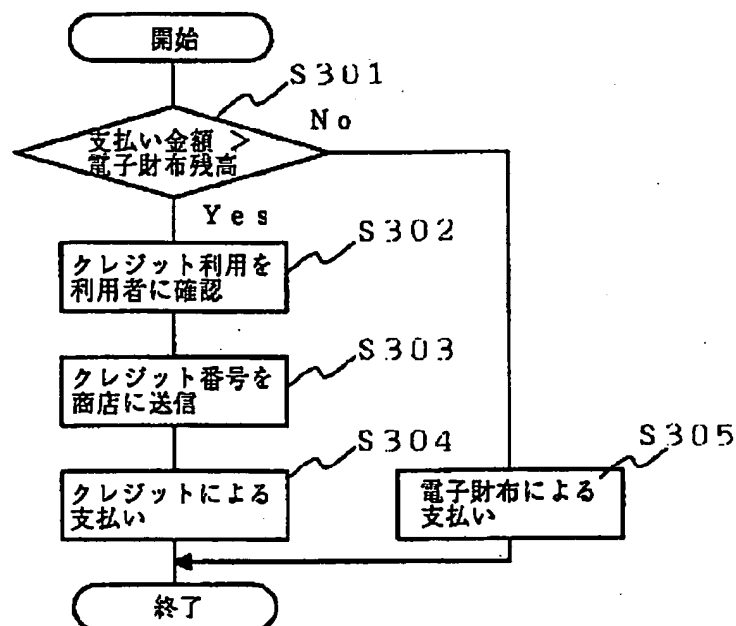 開始
S301
支払い金額 >
電子財布残高
No
Yes
S302
クレジット利用を
利用者に確認
S303
クレジット番号を
商店に送信
S304
クレジットによる
支払い
S305
電子財布による
支払い
終了